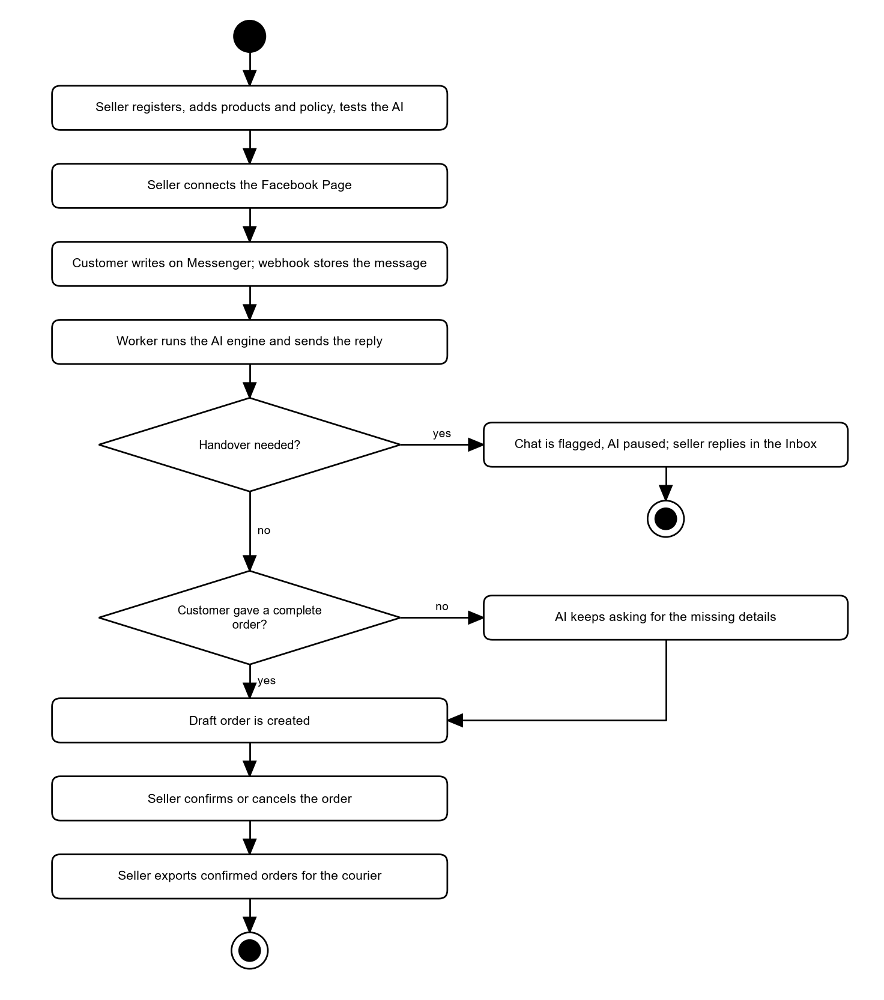 Seller registers, adds products and policy, tests the AI
Seller connects the Facebook Page
Customer writes on Messenger; webhook stores the message
Worker runs the AI engine and sends the reply
Handover needed?
yes
Chat is flagged, AI paused; seller replies in the Inbox
no
Customer gave a complete
order?
no
AI keeps asking for the missing details
yes
Draft order is created
Seller confirms or cancels the order
Seller exports confirmed orders for the courier